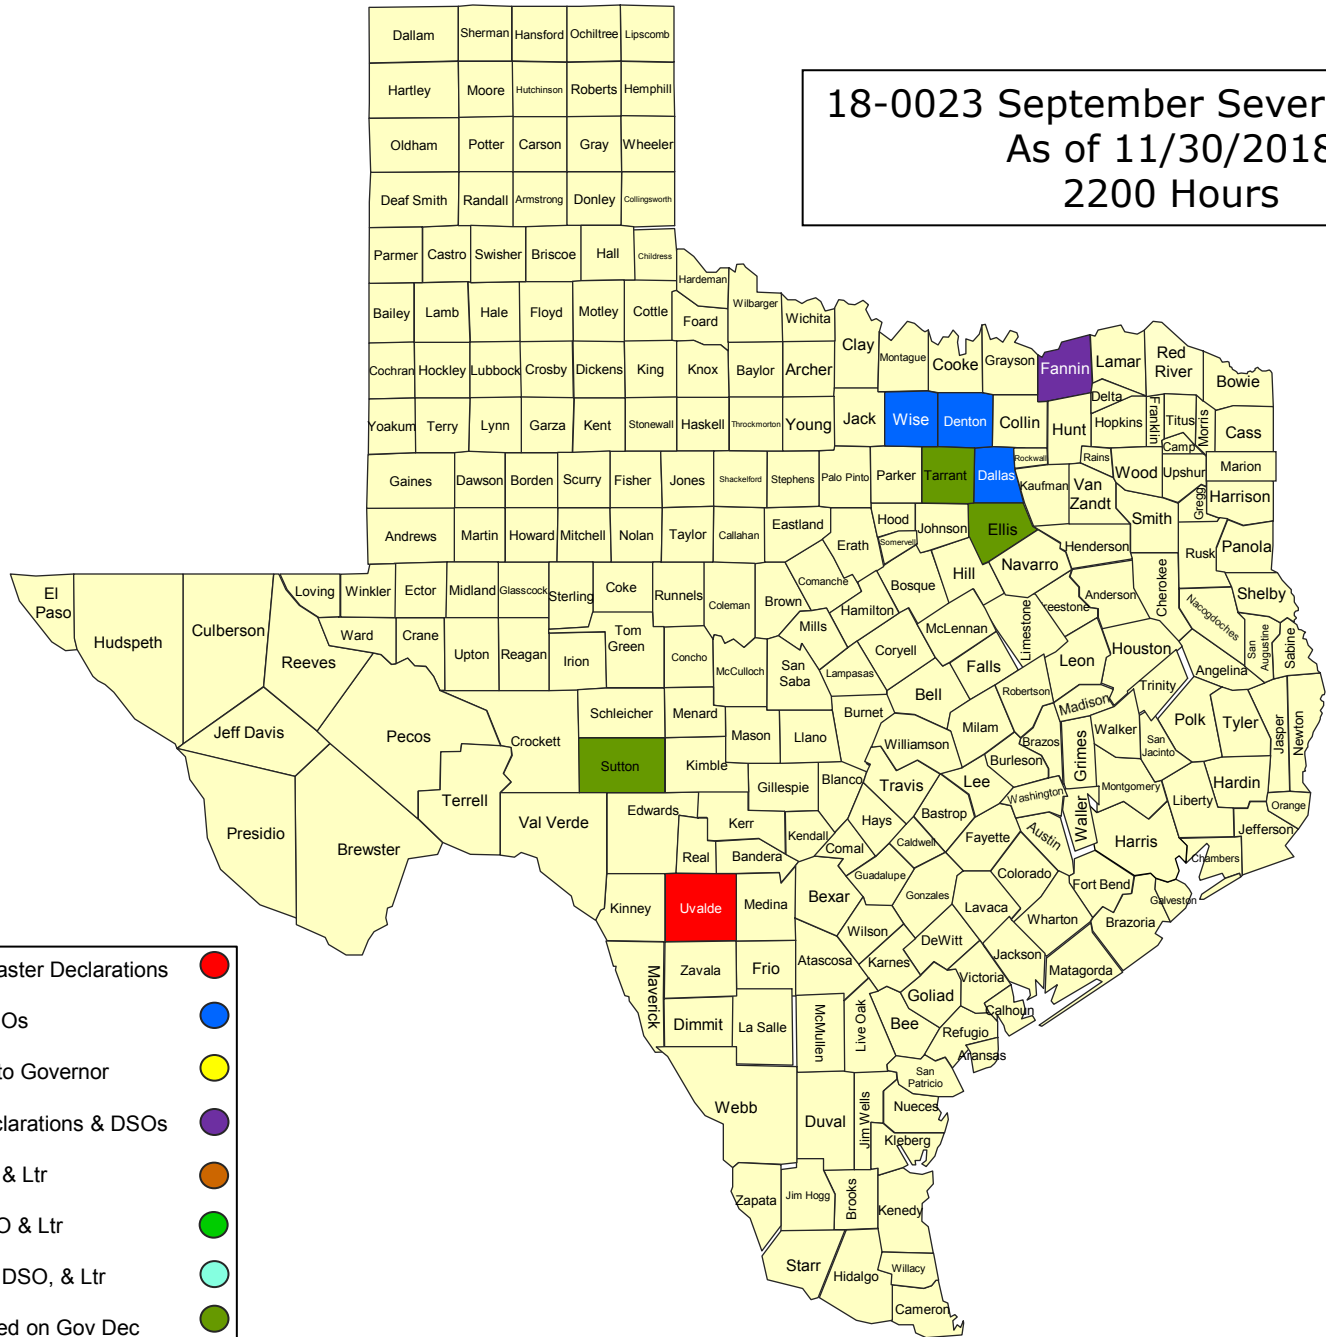 Dallam Sherman Hansford Ochiltree Lipscomb
Hartley Moore Hutchinson Roberts Hemphill
18-0023 September Sever
As of 11/30/2018
2200 Hours
Oldham Potter Carson Gray Wheeler
Deaf Smith Randall Armstrong Donley Collingsworth
Parmer Castro Swisher Briscoe Hall Childress
Hardeman
Wilbarger
Bailey Lamb Hale Floyd Motley Cottle Foard Wichita
Clay Montague Cooke Grayson Fannin Lamar Red River Bowie
Cochran Hockley Lubbock Crosby Dickens King Knox Baylor Archer
Delta
Yoakum Terry Lynn Garza Kent Stonewall Haskell Throckmorton Young Jack Wise Denton Collin Hunt Hopkins Franklin Titus Morris Cass
Camp
Rockwall Rains
Gaines Dawson Borden Scurry Fisher Jones Shackelford Stephens Palo Pinto Parker Tarrant Dallas Kaufman Van Zandt Wood Upshur Marion
Gregg Harrison
Andrews Martin Howard Mitchell Nolan Taylor Callahan Eastland Erath Hood Somervell Johnson Ellis Henderson Smith Rusk Panola
El Paso Hudspeth Culberson Loving Winkler Ector Midland Glasscock Sterling Coke Runnels Coleman Brown Comanche Hamilton Bosque Hill Navarro Anderson Cherokee Nacogdoches Shelby
reestone
Limestone
Reeves Ward Crane Upton Reagan Irion Tom Green Concho McCulloch San Saba Mills Lampasas Coryell McLennan Falls Leon Houston Angelina San Augustine Sabine
Jeff Davis Pecos Crockett Schleicher Menard Mason Llano Burnet Bell Milam Robertson Madison Trinity
Williamson Brazos Grimes Walker San Jacinto Polk Tyler Jasper Newton
Terrell Sutton Kimble Gillespie Blanco Travis Lee Burleson Washington Montgomery Liberty Hardin Orange
Presidio Brewster Val Verde Edwards Kerr Kendall Hays Bastrop Caldwell Fayette Austin Waller Harris Jefferson Chambers
Real Bandera Comal Guadalupe Gonzales Colorado Fort Bend Galveston
Kinney Uvalde Medina Bexar Wilson Lavaca Wharton Brazoria
Maverick Zavala Frio Atascosa Karnes DeWitt Jackson Matagorda
Victoria
Dimmit La Salle McMullen Live Oak Bee Goliad Refugio Calhoun
Aransas
San Patricio
Webb Duval Jim Wells Nueces
Kleberg
Zapata Jim Hogg Brooks Kenedy
Starr Hidalgo Willacy
Cameron
aster Declarations
Os
to Governor
clarations & DSOs
& Ltr
O & Ltr
DSO, & Ltr
ed on Gov Dec